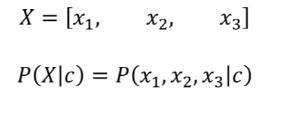 X = [x₁, x₂, x₃]
P(X|c) = P(x₁, x₂, x₃|c)